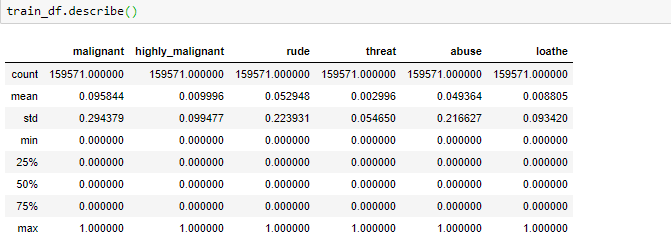 train_df.describe()
malignant highly_malignant rude threat abuse loathe
count 159571.000000 159571.000000 159571.000000 159571.000000 159571.000000 159571.000000
mean 0.095844 0.009996 0.052948 0.002996 0.049364 0.008805
std 0.294379 0.099477 0.223931 0.054650 0.216627 0.093420
min 0.000000 0.000000 0.000000 0.000000 0.000000 0.000000
25% 0.000000 0.000000 0.000000 0.000000 0.000000 0.000000
50% 0.000000 0.000000 0.000000 0.000000 0.000000 0.000000
75% 0.000000 0.000000 0.000000 0.000000 0.000000 0.000000
max 1.000000 1.000000 1.000000 1.000000 1.000000 1.000000